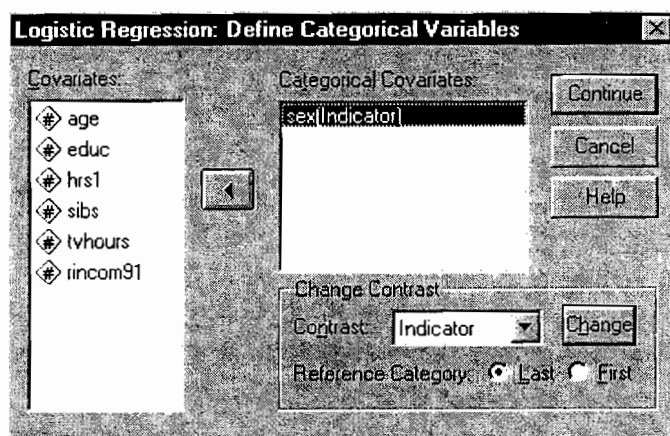 Logistic Regression: Define Categorical Variables
Covariates:
age
educ
hrs1
sibs
tvhours
rincom91
Categorical Covariates:
sex(Indicator)
Continue
Cancel
Help
Change Contrast
Contrast: Indicator Change
Reference Category: Last First